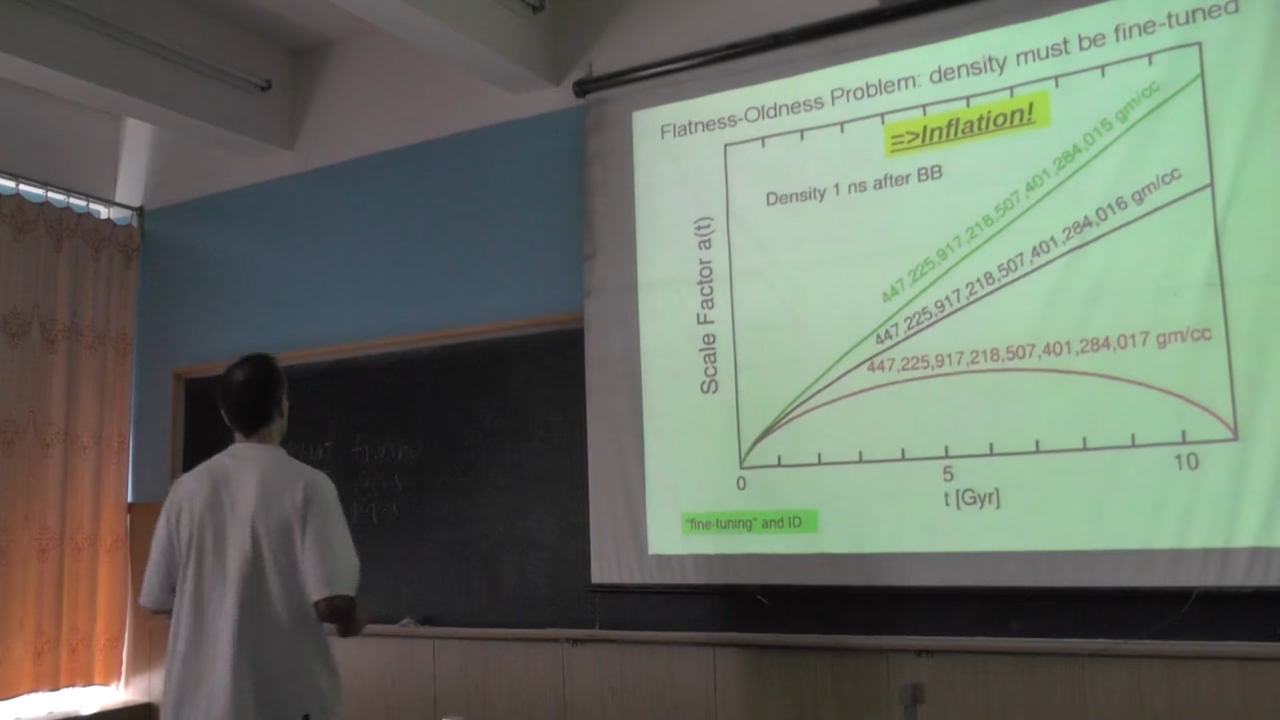 Flatness-Oldness Problem: density must be fine-tuned
=>Inflation!
Density 1 ns after BB
447,225,917,218,507,401,284,015 gm/cc
447,225,917,218,507,401,284,016 gm/cc
447,225,917,218,507,401,284,017 gm/cc
Scale Factor a(t)
0
5
10
t [Gyr]
"fine-tuning" and ID